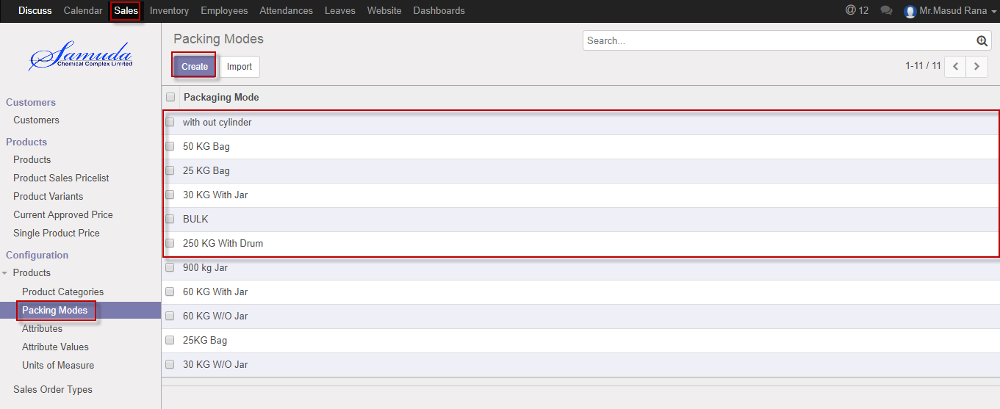 Discuss Calendar Sales Inventory Employees Attendances Leaves Website Dashboards @ 12 Mr.Masud Rana
Samuda
Chemical Complex Limited
Customers
Customers
Products
Products
Product Sales Pricelist
Product Variants
Current Approved Price
Single Product Price
Configuration
Products
Product Categories
Packing Modes
Attributes
Attribute Values
Units of Measure
Sales Order Types
Packing Modes
Search...
Create Import
1-11 / 11
Packaging Mode
with out cylinder
50 KG Bag
25 KG Bag
30 KG With Jar
BULK
250 KG With Drum
900 kg Jar
60 KG With Jar
60 KG W/O Jar
25KG Bag
30 KG W/O Jar